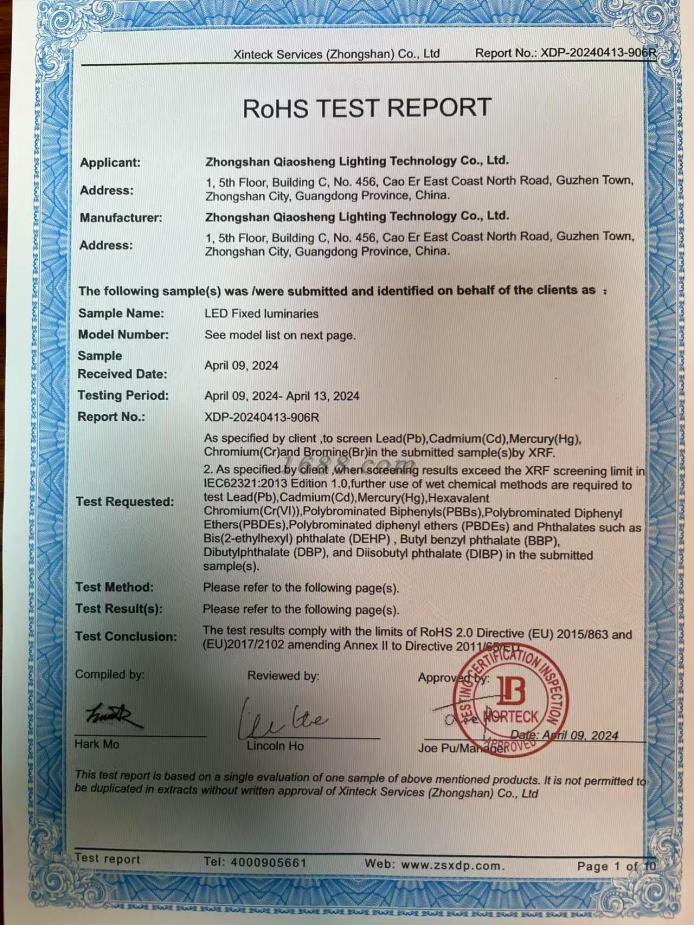 Xinteck Services (Zhongshan) Co., Ltd Report No.: XDP-20240413-906R
RoHS TEST REPORT
Applicant: Zhongshan Qiaosheng Lighting Technology Co., Ltd.
Address: 1, 5th Floor, Building C, No. 456, Cao Er East Coast North Road, Guzhen Town,
Zhongshan City, Guangdong Province, China.
Manufacturer: Zhongshan Qiaosheng Lighting Technology Co., Ltd.
Address: 1, 5th Floor, Building C, No. 456, Cao Er East Coast North Road, Guzhen Town,
Zhongshan City, Guangdong Province, China.
The following sample(s) was /were submitted and identified on behalf of the clients as :
Sample Name: LED Fixed luminaries
Model Number: See model list on next page.
Sample
Received Date: April 09, 2024
Testing Period: April 09, 2024- April 13, 2024
Report No.: XDP-20240413-906R
Test Requested:
As specified by client ,to screen Lead(Pb),Cadmium(Cd),Mercury(Hg),
Chromium(Cr)and Bromine(Br)in the submitted sample(s)by XRF.
1688.com
2. As specified by client ,when screening results exceed the XRF screening limit in
IEC62321:2013 Edition 1.0,further use of wet chemical methods are required to
test Lead(Pb),Cadmium(Cd),Mercury(Hg),Hexavalent
Chromium(Cr(VI)),Polybrominated Biphenyls(PBBs),Polybrominated Diphenyl
Ethers(PBDEs),Polybrominated diphenyl ethers (PBDEs) and Phthalates such as
Bis(2-ethylhexyl) phthalate (DEHP) , Butyl benzyl phthalate (BBP),
Dibutylphthalate (DBP), and Diisobutyl phthalate (DIBP) in the submitted
sample(s).
Test Method: Please refer to the following page(s).
Test Result(s): Please refer to the following page(s).
Test Conclusion: The test results comply with the limits of RoHS 2.0 Directive (EU) 2015/863 and
(EU)2017/2102 amending Annex II to Directive 2011/65/EU
Compiled by: Reviewed by: Approved by:
TESTING CERTIFICATION INSPECTION
NORTECK
APPROVED
Date: April 09, 2024
Hark Mo Lincoln Ho Joe Pu/Manager
This test report is based on a single evaluation of one sample of above mentioned products. It is not permitted to
be duplicated in extracts without written approval of Xinteck Services (Zhongshan) Co., Ltd
Test report Tel: 4000905661 Web: www.zsxdp.com. Page 1 of 10